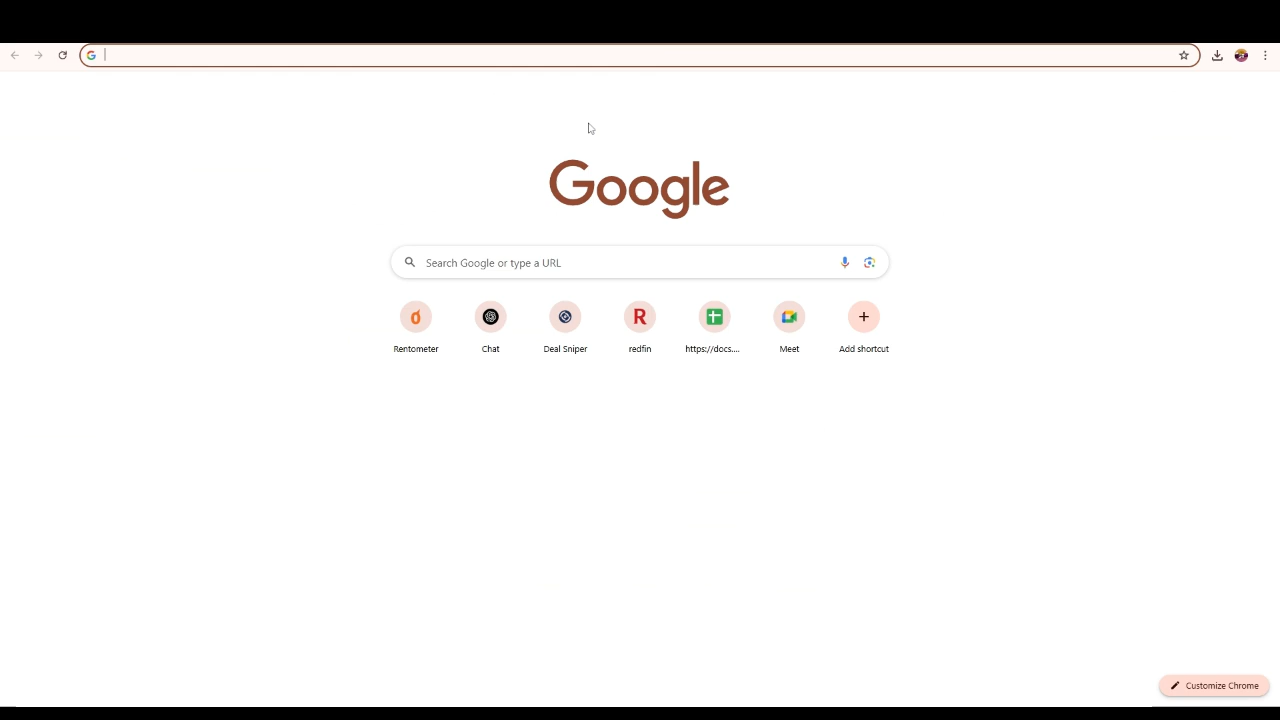 Google
Search Google or type a URL
Rentometer
Chat
Deal Sniper
R
redfin
https://docs....
Meet
Add shortcut
Customize Chrome